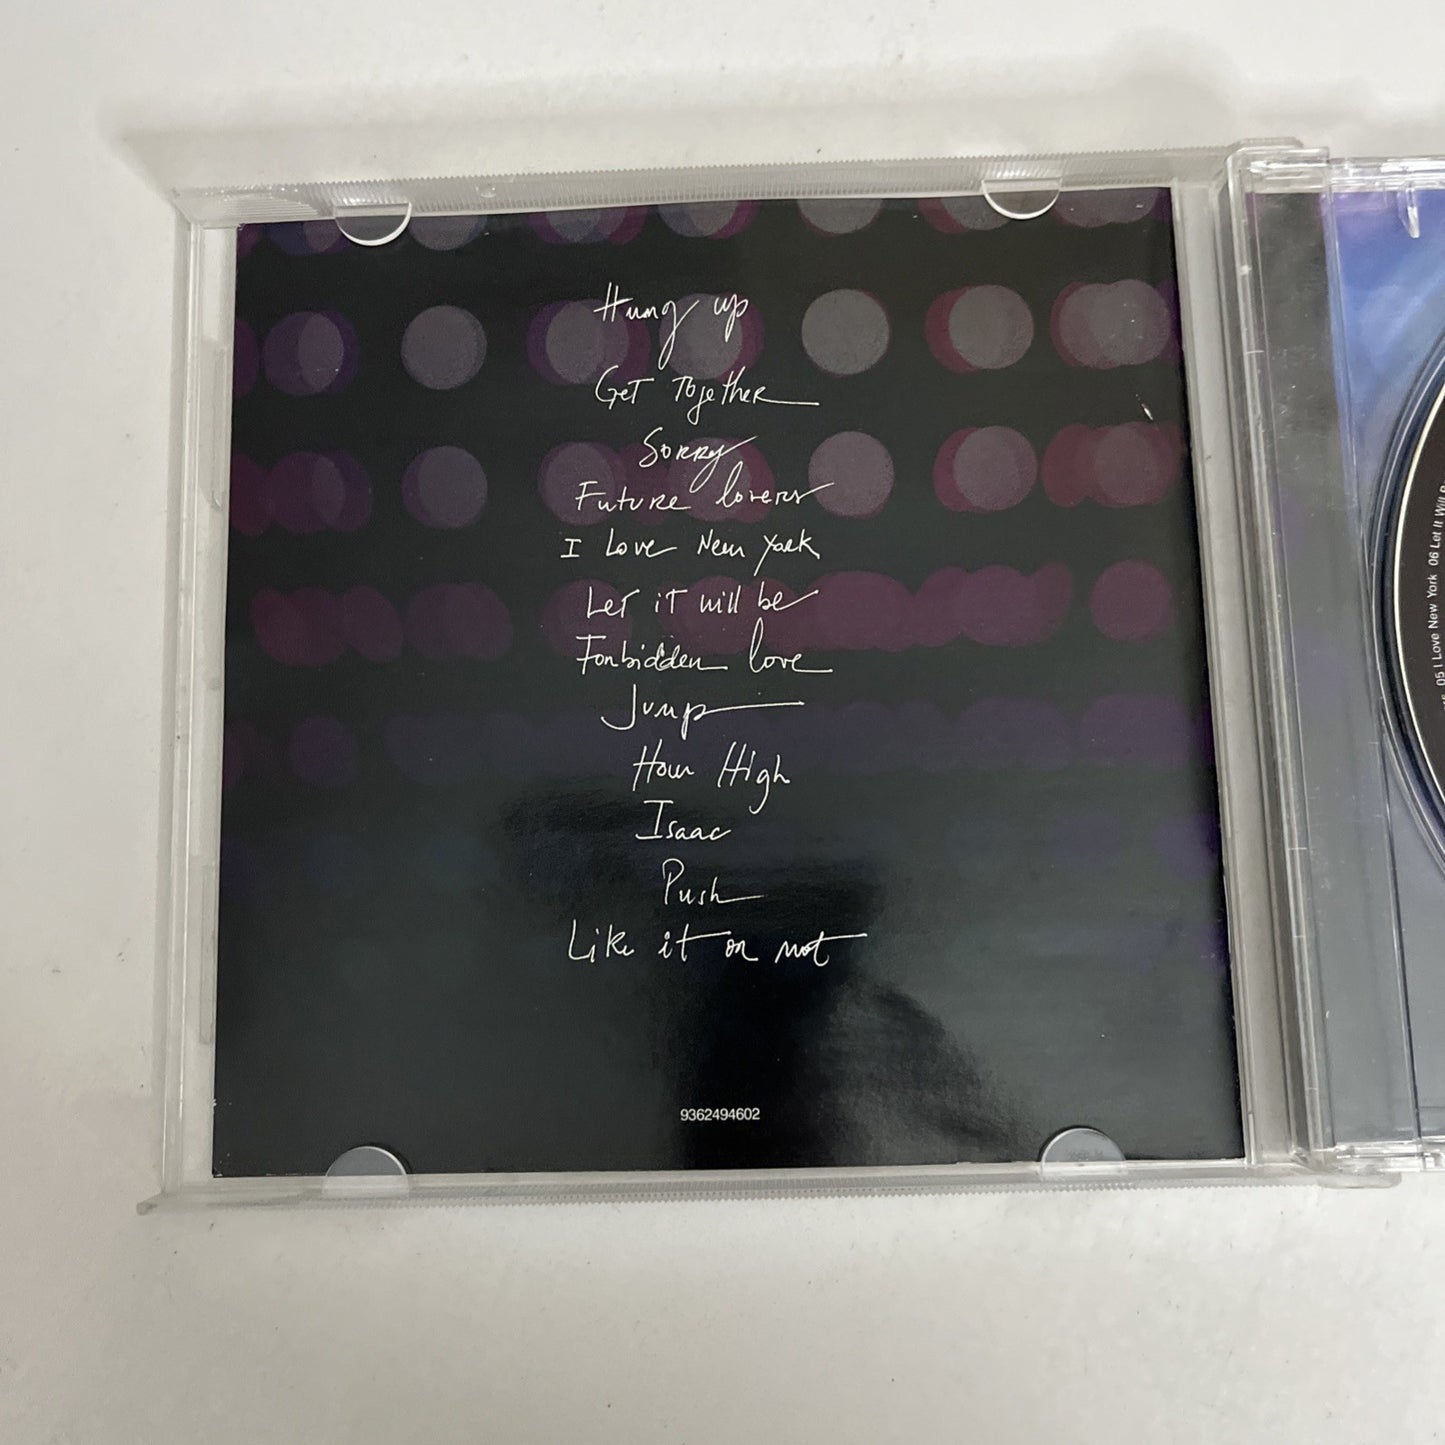 Hung up
Get Together
Sorry
Future lovers
I Love New York
Let it will be
Forbidden love
Jump
How High
Isaac
Push
Like it or not
9362494602
05 I Love New York 06 Let It Will B